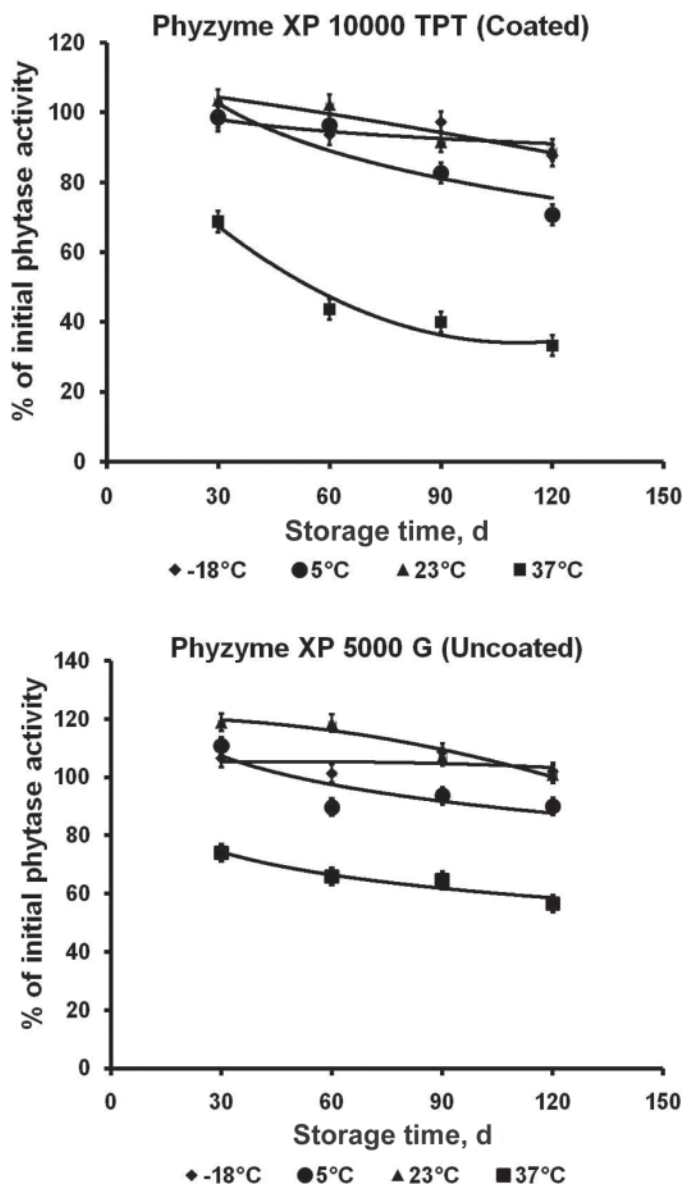 Phyzyme XP 10000 TPT (Coated)
% of initial phytase activity
120
100
80
60
40
20
0
0 30 60 90 120 150
Storage time, d
-18°C 5°C 23°C 37°C
Phyzyme XP 5000 G (Uncoated)
% of initial phytase activity
140
120
100
80
60
40
20
0
0 30 60 90 120 150
Storage time, d
-18°C 5°C 23°C 37°C